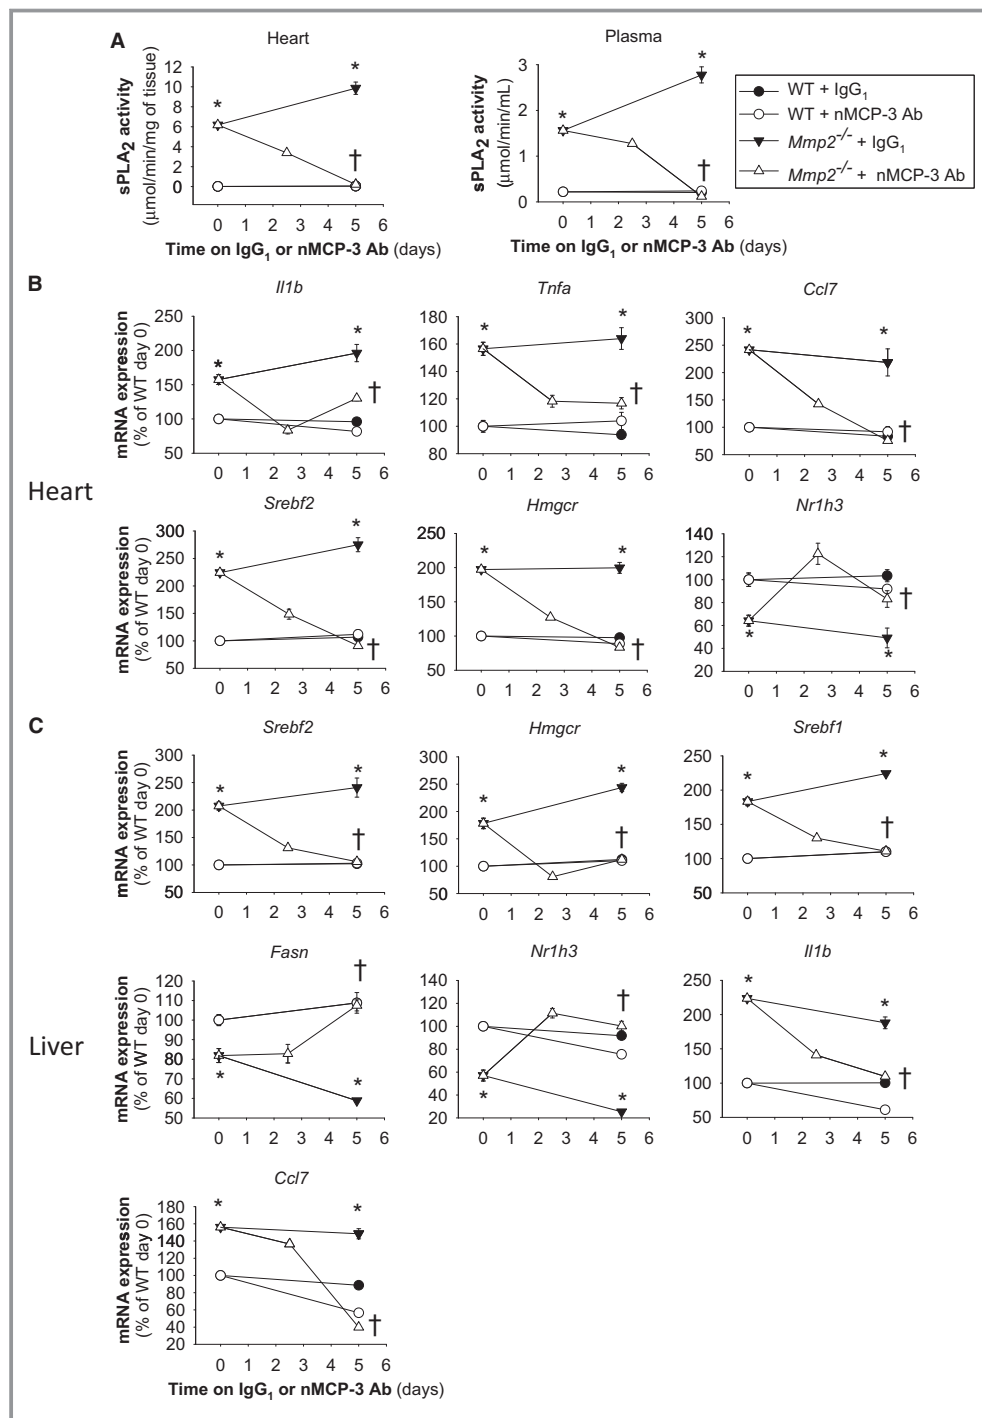 A
Heart
Plasma
sPLA2 activity
(µmol/min/mg of tissue)
12
10
8
6
4
2
0
* * †
0 1 2 3 4 5 6
sPLA2 activity
(µmol/min/mL)
3
2
1
0
* * †
0 1 2 3 4 5 6
WT + IgG1
WT + nMCP-3 Ab
Mmp2-/- + IgG1
Mmp2-/- + nMCP-3 Ab
Time on IgG1 or nMCP-3 Ab (days)
B
Heart
Il1b
Tnfa
Ccl7
mRNA expression
(% of WT day 0)
250
200
150
100
50
* * †
0 1 2 3 4 5 6
180
160
140
120
100
80
* * †
0 1 2 3 4 5 6
300
250
200
150
100
50
* * †
0 1 2 3 4 5 6
Srebf2
Hmgcr
Nr1h3
mRNA expression
(% of WT day 0)
300
250
200
150
100
50
* * †
0 1 2 3 4 5 6
250
200
150
100
50
* * †
0 1 2 3 4 5 6
140
120
100
80
60
40
20
* * †
0 1 2 3 4 5 6
C
Liver
Srebf2
Hmgcr
Srebf1
mRNA expression
(% of WT day 0)
300
250
200
150
100
50
* * †
0 1 2 3 4 5 6
300
250
200
150
100
50
* * †
0 1 2 3 4 5 6
250
200
150
100
50
* * †
0 1 2 3 4 5 6
Fasn
Nr1h3
Il1b
mRNA expression
(% of WT day 0)
120
110
100
90
80
70
60
50
* * †
0 1 2 3 4 5 6
140
120
100
80
60
40
20
* * †
0 1 2 3 4 5 6
250
200
150
100
50
* * †
0 1 2 3 4 5 6
Ccl7
mRNA expression
(% of WT day 0)
180
160
140
120
100
80
60
40
20
* * †
0 1 2 3 4 5 6
Time on IgG1 or nMCP-3 Ab (days)